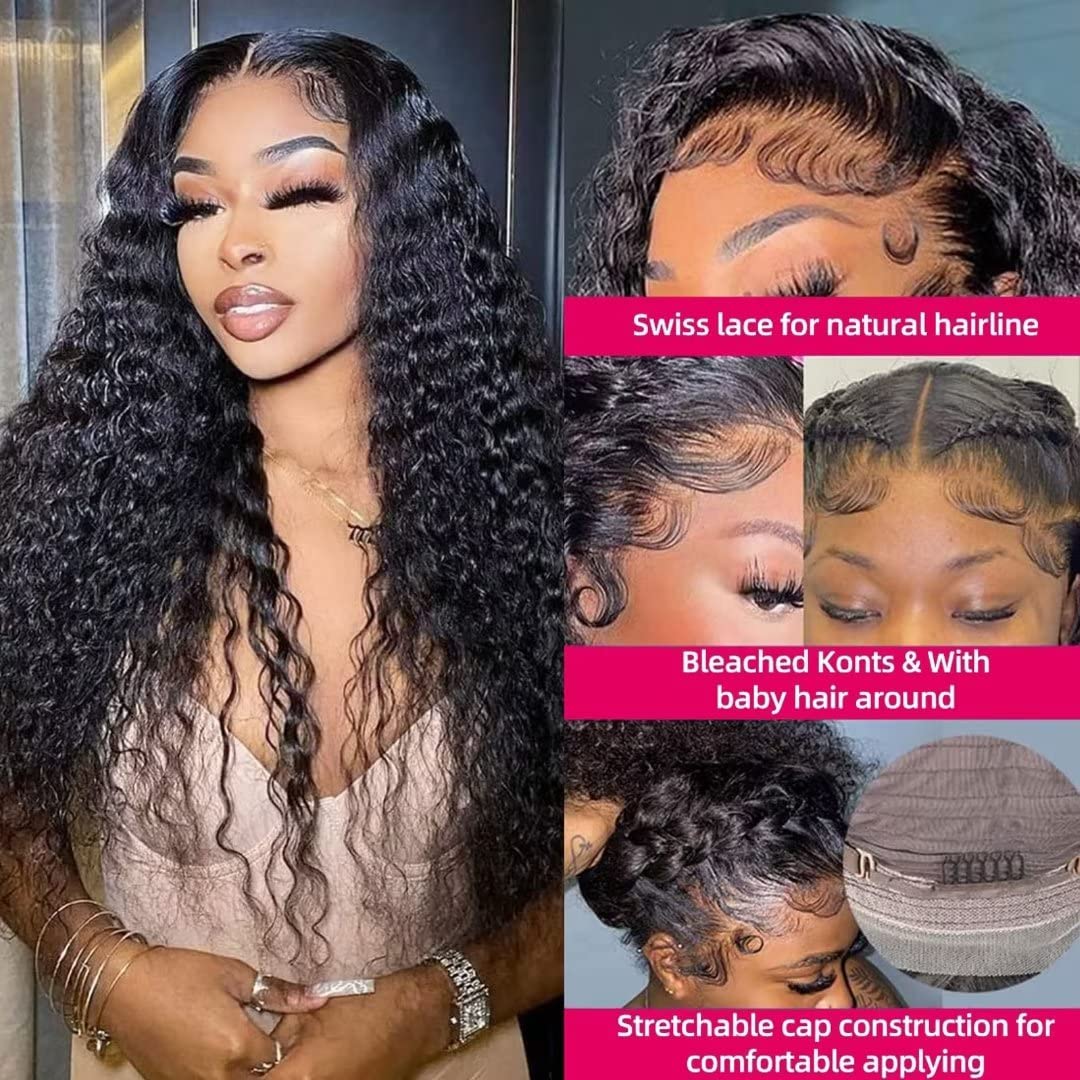 Swiss lace for natural hairline
Bleached Konts & With
baby hair around
Stretchable cap construction for
comfortable applying